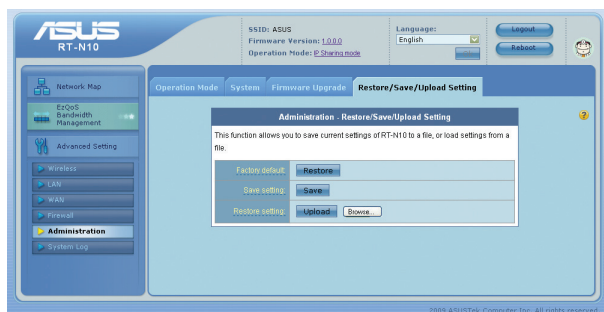 ASUS
RT-N10
SSID: ASUS
Firmware Version: 1.0.0.0
Operation Mode: IP Sharing mode
Language:
English
Logout
Reboot
Network Map
EzQoS
Bandwidth
Management
Advanced Setting
Wireless
LAN
WAN
Firewall
Administration
System Log
Operation Mode System Firmware Upgrade Restore/Save/Upload Setting
Administration - Restore/Save/Upload Setting
This function allows you to save current settings of RT-N10 to a file, or load settings from a
file.
Factory default: Restore
Save setting: Save
Restore setting: Upload Browse...
2009 ASUSTek Computer Inc. All rights reserved